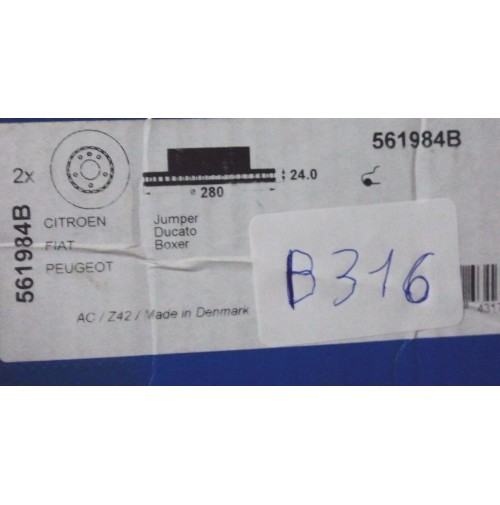 561984B
2x
24.0
ø 280
561984B
CITROEN Jumper
FIAT Ducato
PEUGEOT Boxer
B316
AC / Z42 / Made in Denmark